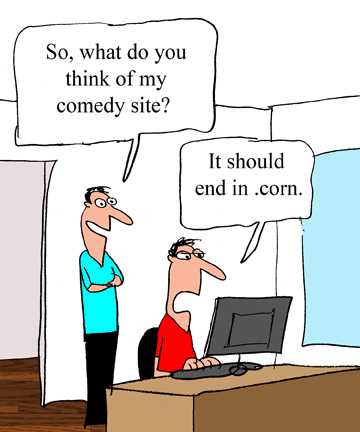 So, what do you
think of my
comedy site?
It should
end in .corn.